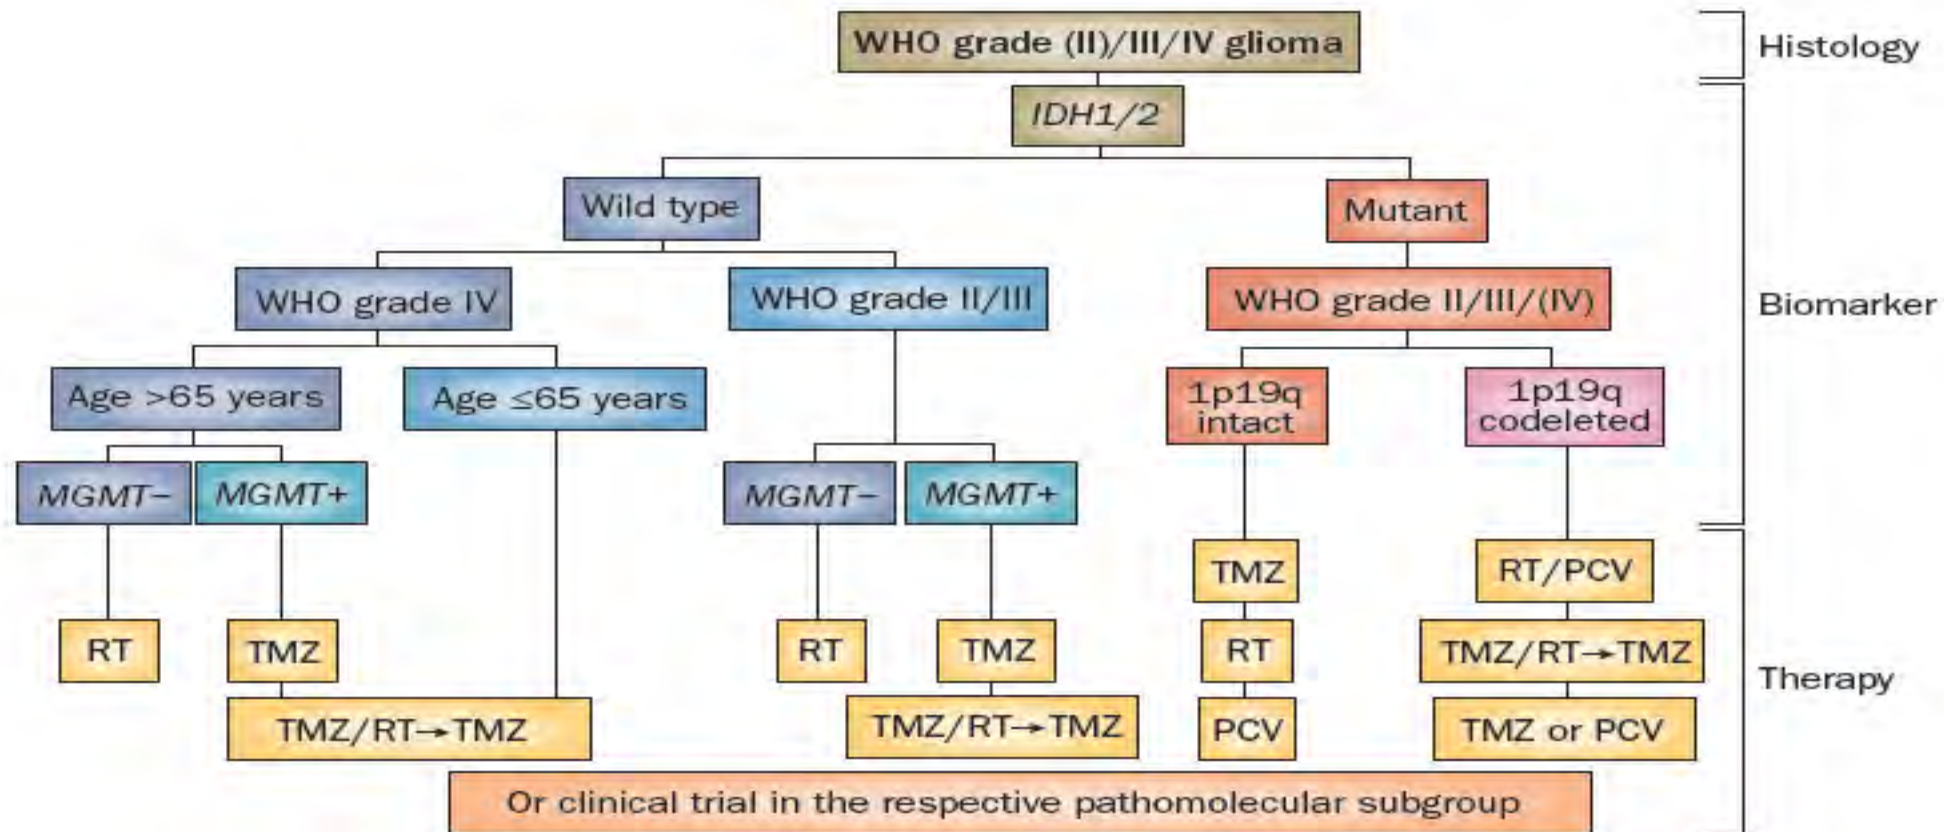 WHO grade (II)/III/IV glioma
Histology
IDH1/2
Wild type
Mutant
WHO grade IV
WHO grade II/III
WHO grade II/III/(IV)
Biomarker
Age >65 years
Age ≤65 years
1p19q
intact
1p19q
codeleted
MGMT−
MGMT+
MGMT−
MGMT+
TMZ
RT/PCV
RT
TMZ
RT
TMZ
RT
TMZ/RT→TMZ
Therapy
TMZ/RT→TMZ
TMZ/RT→TMZ
PCV
TMZ or PCV
Or clinical trial in the respective pathomolecular subgroup